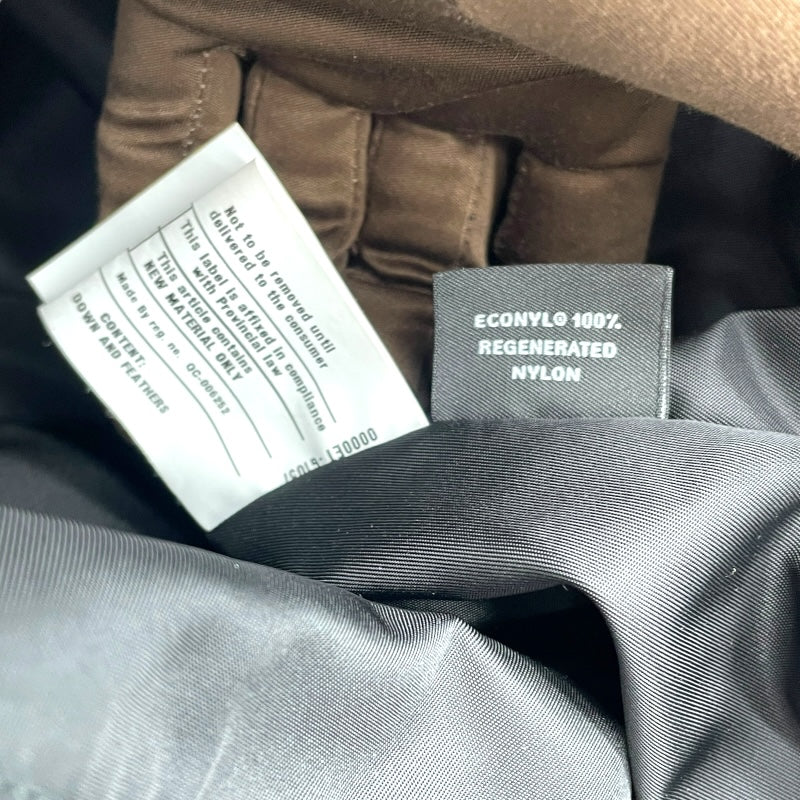 Not to be removed until
delivered to the consumer
This label is affixed in compliance
with Provincial law
This article contains
NEW MATERIAL ONLY
Made by reg. no. QC-006252
CONTENT:
DOWN AND FEATHERS
ECONYL® 100%
REGENERATED
NYLON